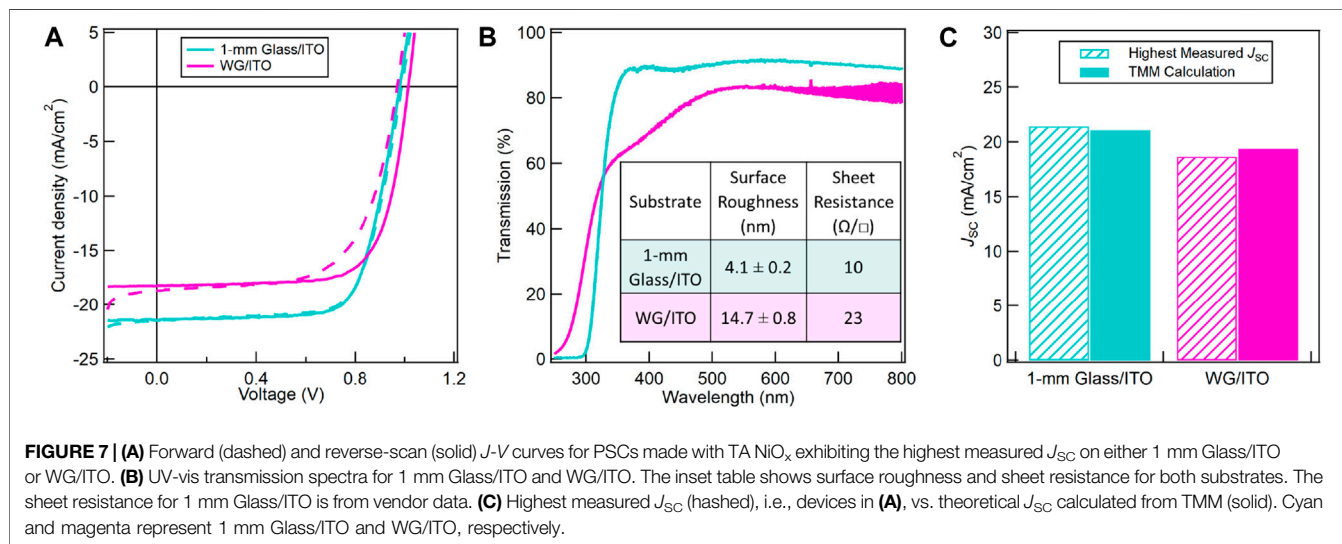 A
1-mm Glass/ITO
WG/ITO
5
0
-5
-10
-15
-20
-25
Current density (mA/cm²)
0.0
0.4
0.8
1.2
Voltage (V)
B
100
80
60
40
20
0
Transmission (%)
300
400
500
600
700
800
Wavelength (nm)
Substrate
Surface Roughness (nm)
Sheet Resistance (Ω/□)
1-mm Glass/ITO
4.1 ± 0.2
10
WG/ITO
14.7 ± 0.8
23
C
Highest Measured JSC
TMM Calculation
30
25
20
15
10
5
0
JSC (mA/cm²)
1-mm Glass/ITO
WG/ITO
FIGURE 7 | (A) Forward (dashed) and reverse-scan (solid) J-V curves for PSCs made with TA NiOx exhibiting the highest measured JSC on either 1 mm Glass/ITO
or WG/ITO. (B) UV-vis transmission spectra for 1 mm Glass/ITO and WG/ITO. The inset table shows surface roughness and sheet resistance for both substrates. The
sheet resistance for 1 mm Glass/ITO is from vendor data. (C) Highest measured JSC (hashed), i.e., devices in (A), vs. theoretical JSC calculated from TMM (solid). Cyan
and magenta represent 1 mm Glass/ITO and WG/ITO, respectively.